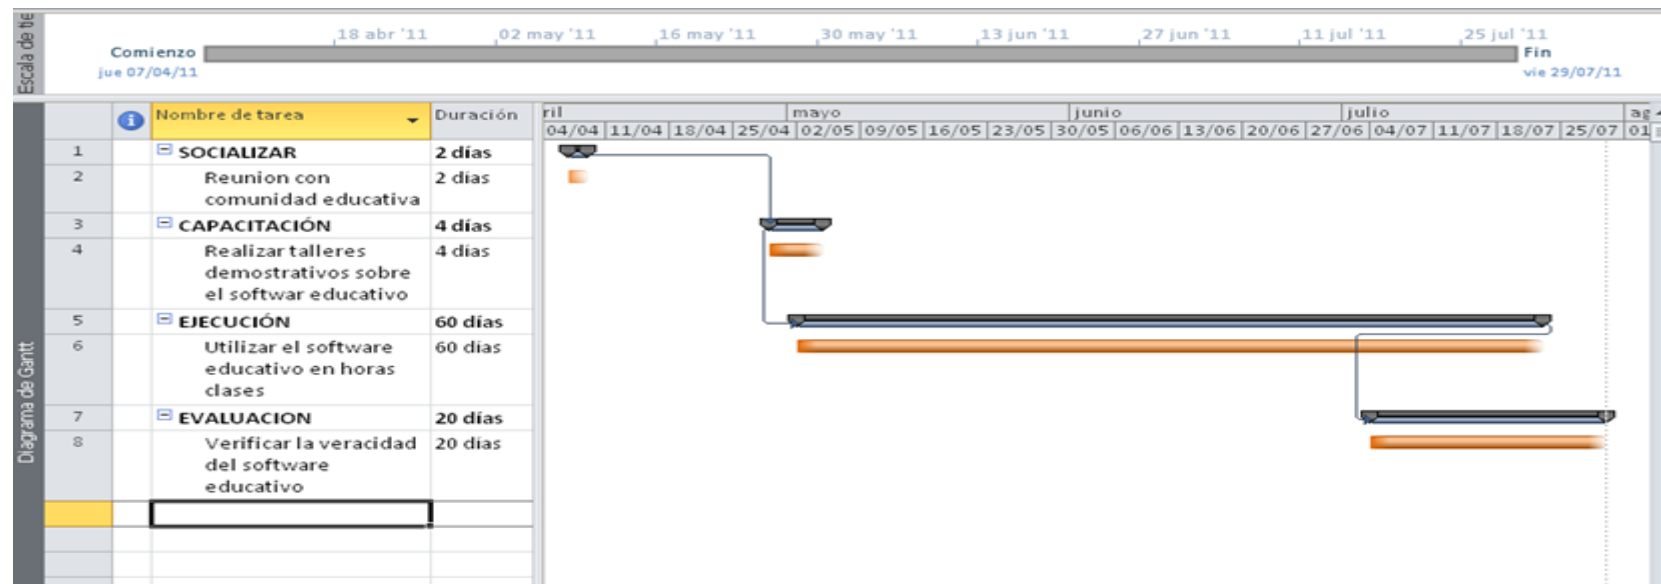 Escala de tie
18 abr '11 02 may '11 16 may '11 30 may '11 13 jun '11 27 jun '11 11 jul '11 25 jul '11
Comienzo
jue 07/04/11
Fin
vie 29/07/11
Diagrama de Gantt
Nombre de tarea Duración
ril mayo junio julio ag
04/04 11/04 18/04 25/04 02/05 09/05 16/05 23/05 30/05 06/06 13/06 20/06 27/06 04/07 11/07 18/07 25/07 01
1 SOCIALIZAR 2 días
2 Reunion con 2 días
comunidad educativa
3 CAPACITACIÓN 4 días
4 Realizar talleres 4 días
demostrativos sobre
el softwar educativo
5 EJECUCIÓN 60 días
6 Utilizar el software 60 días
educativo en horas
clases
7 EVALUACION 20 días
8 Verificar la veracidad 20 días
del software
educativo